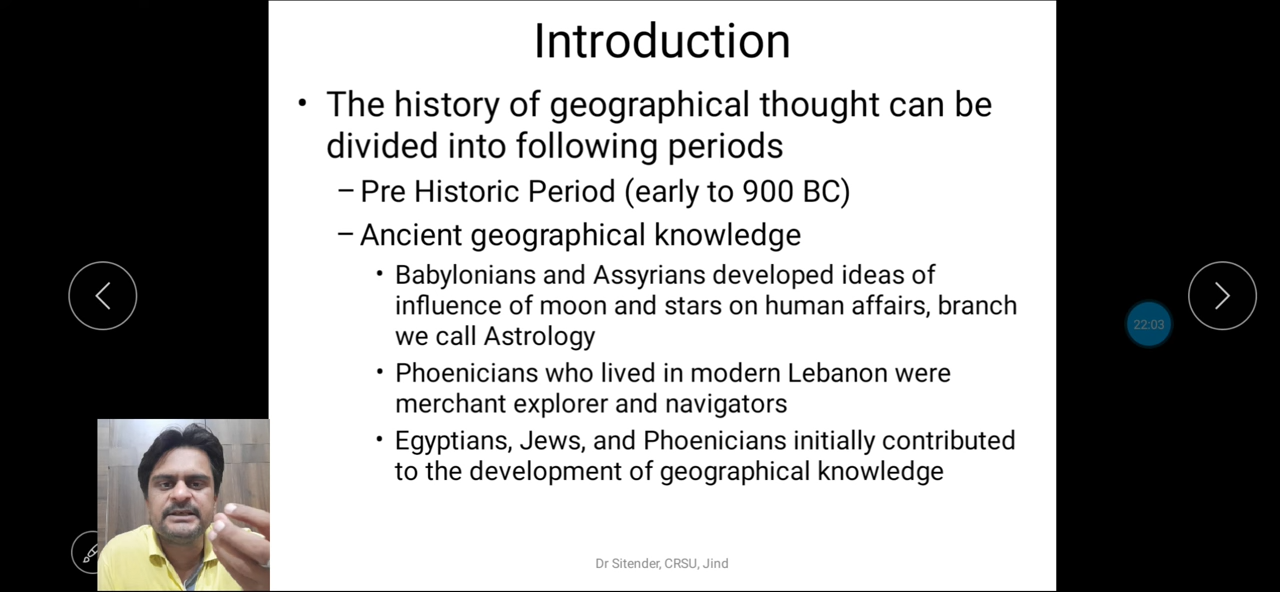 Introduction
• The history of geographical thought can be
divided into following periods
– Pre Historic Period (early to 900 BC)
– Ancient geographical knowledge
• Babylonians and Assyrians developed ideas of
influence of moon and stars on human affairs, branch
we call Astrology
• Phoenicians who lived in modern Lebanon were
merchant explorer and navigators
• Egyptians, Jews, and Phoenicians initially contributed
to the development of geographical knowledge
22:03
Dr Sitender, CRSU, Jind